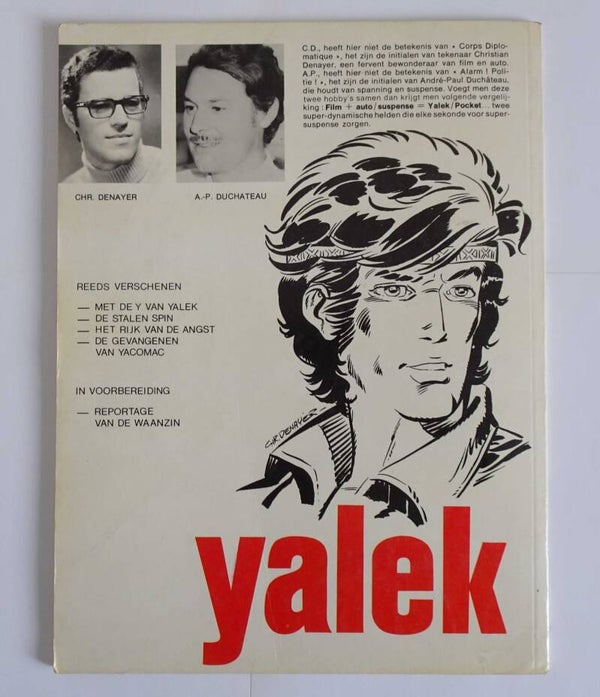 C.D., heeft hier niet de betekenis van « Corps Diplo-
matique », het zijn de initialen van tekenaar Christian
Denayer, een fervent bewonderaar van film en auto.
A.P., heeft hier niet de betekenis van « Alarm ! Poli-
tie ! », het zijn de initialen van André-Paul Duchâteau,
die houdt van spanning en suspense. Voegt men deze
twee hobby's samen dan krijgt men volgende vergelij-
king : Film + auto/suspense = Yalek/Pocket... twee
super-dynamische helden die elke sekonde voor super-
suspense zorgen.
CHR. DENAYER
A.-P. DUCHATEAU
REEDS VERSCHENEN
— MET DE Y VAN YALEK
— DE STALEN SPIN
— HET RIJK VAN DE ANGST
— DE GEVANGENEN
VAN YACOMAC
IN VOORBEREIDING
— REPORTAGE
VAN DE WAANZIN
CHR. DENAYER
yalek